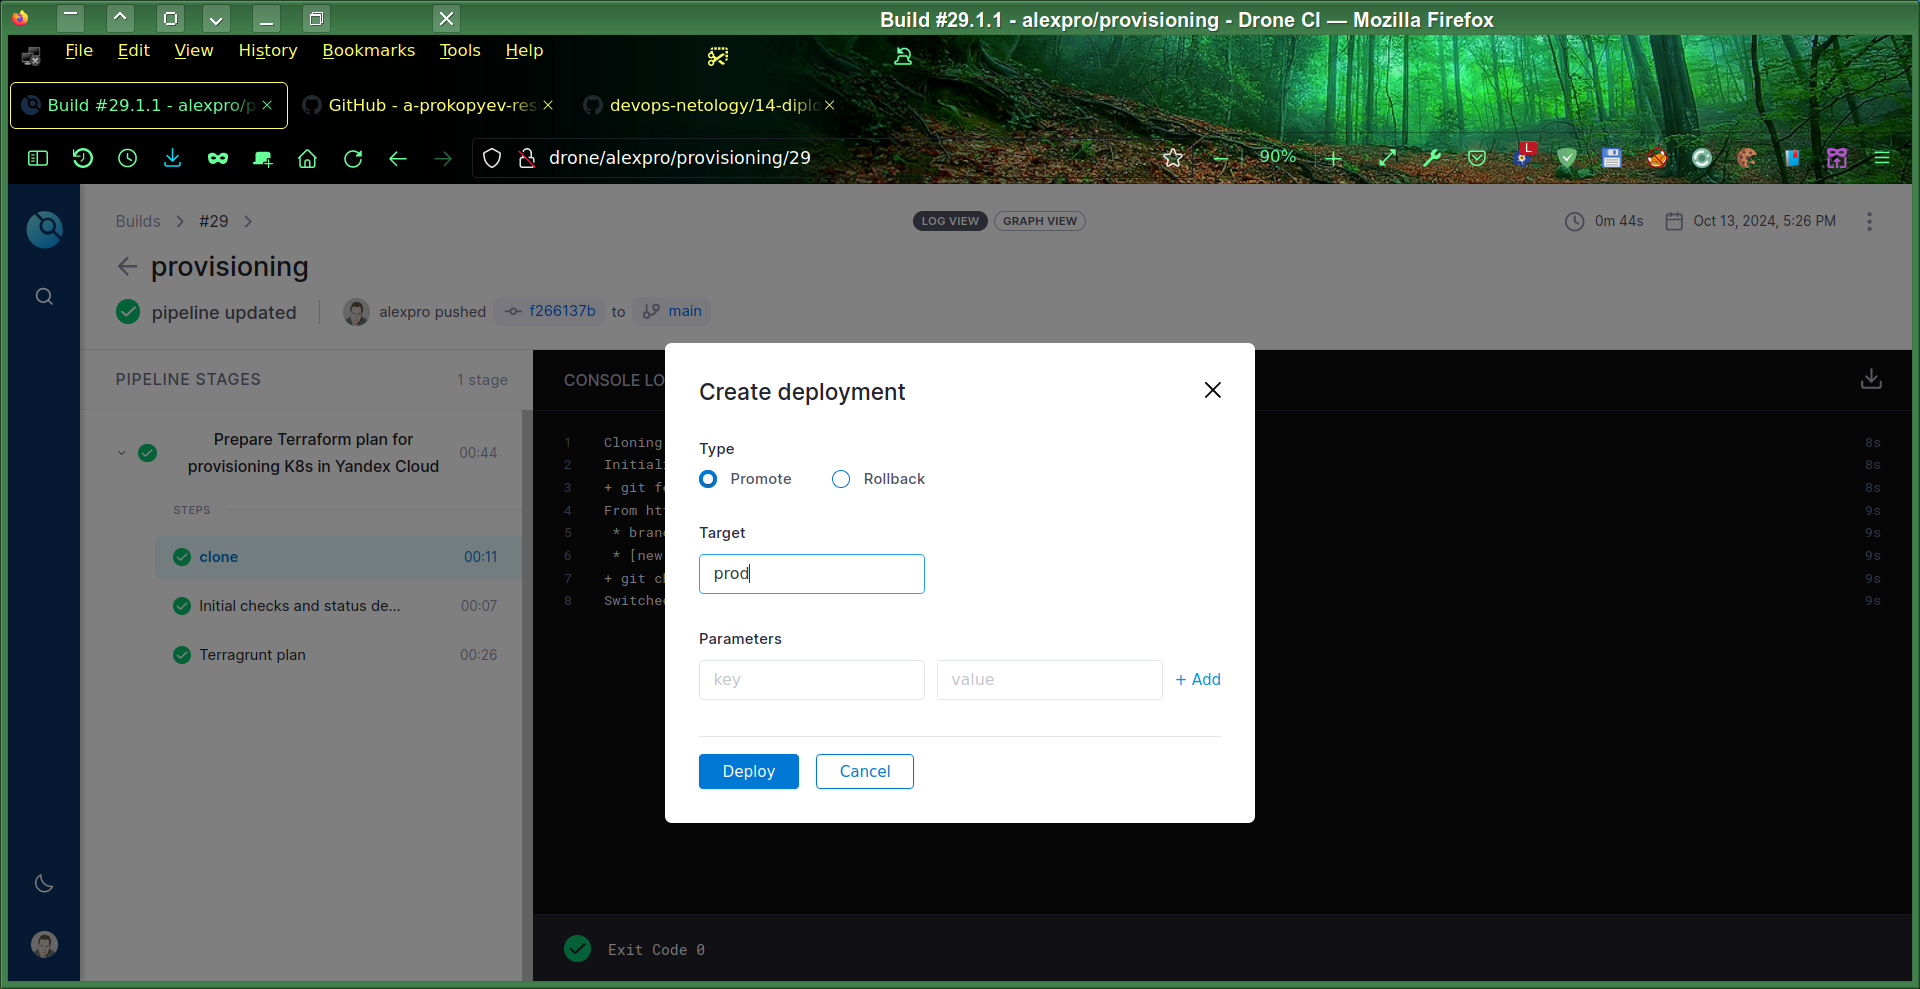 Build #29.1.1 - alexpro/provisioning - Drone CI — Mozilla Firefox
File Edit View History Bookmarks Tools Help
Build #29.1.1 - alexpro/p
GitHub - a-prokopyev-res
devops-netology/14-diplo
drone/alexpro/provisioning/29
90%
L
Builds > #29 >
LOG VIEW GRAPH VIEW
0m 44s Oct 13, 2024, 5:26 PM
provisioning
pipeline updated
alexpro pushed f266137b to main
PIPELINE STAGES 1 stage
Prepare Terraform plan for
provisioning K8s in Yandex Cloud
00:44
STEPS
clone 00:11
Initial checks and status de... 00:07
Terragrunt plan 00:26
CONSOLE LO
1 Cloning 8s
2 Initial 8s
3 + git fe 8s
4 From htt 9s
5 * bran 9s
6 * [new 9s
7 + git ch 9s
8 Switche 9s
Exit Code 0
Create deployment
Type
Promote Rollback
Target
prod
Parameters
key value + Add
Deploy Cancel